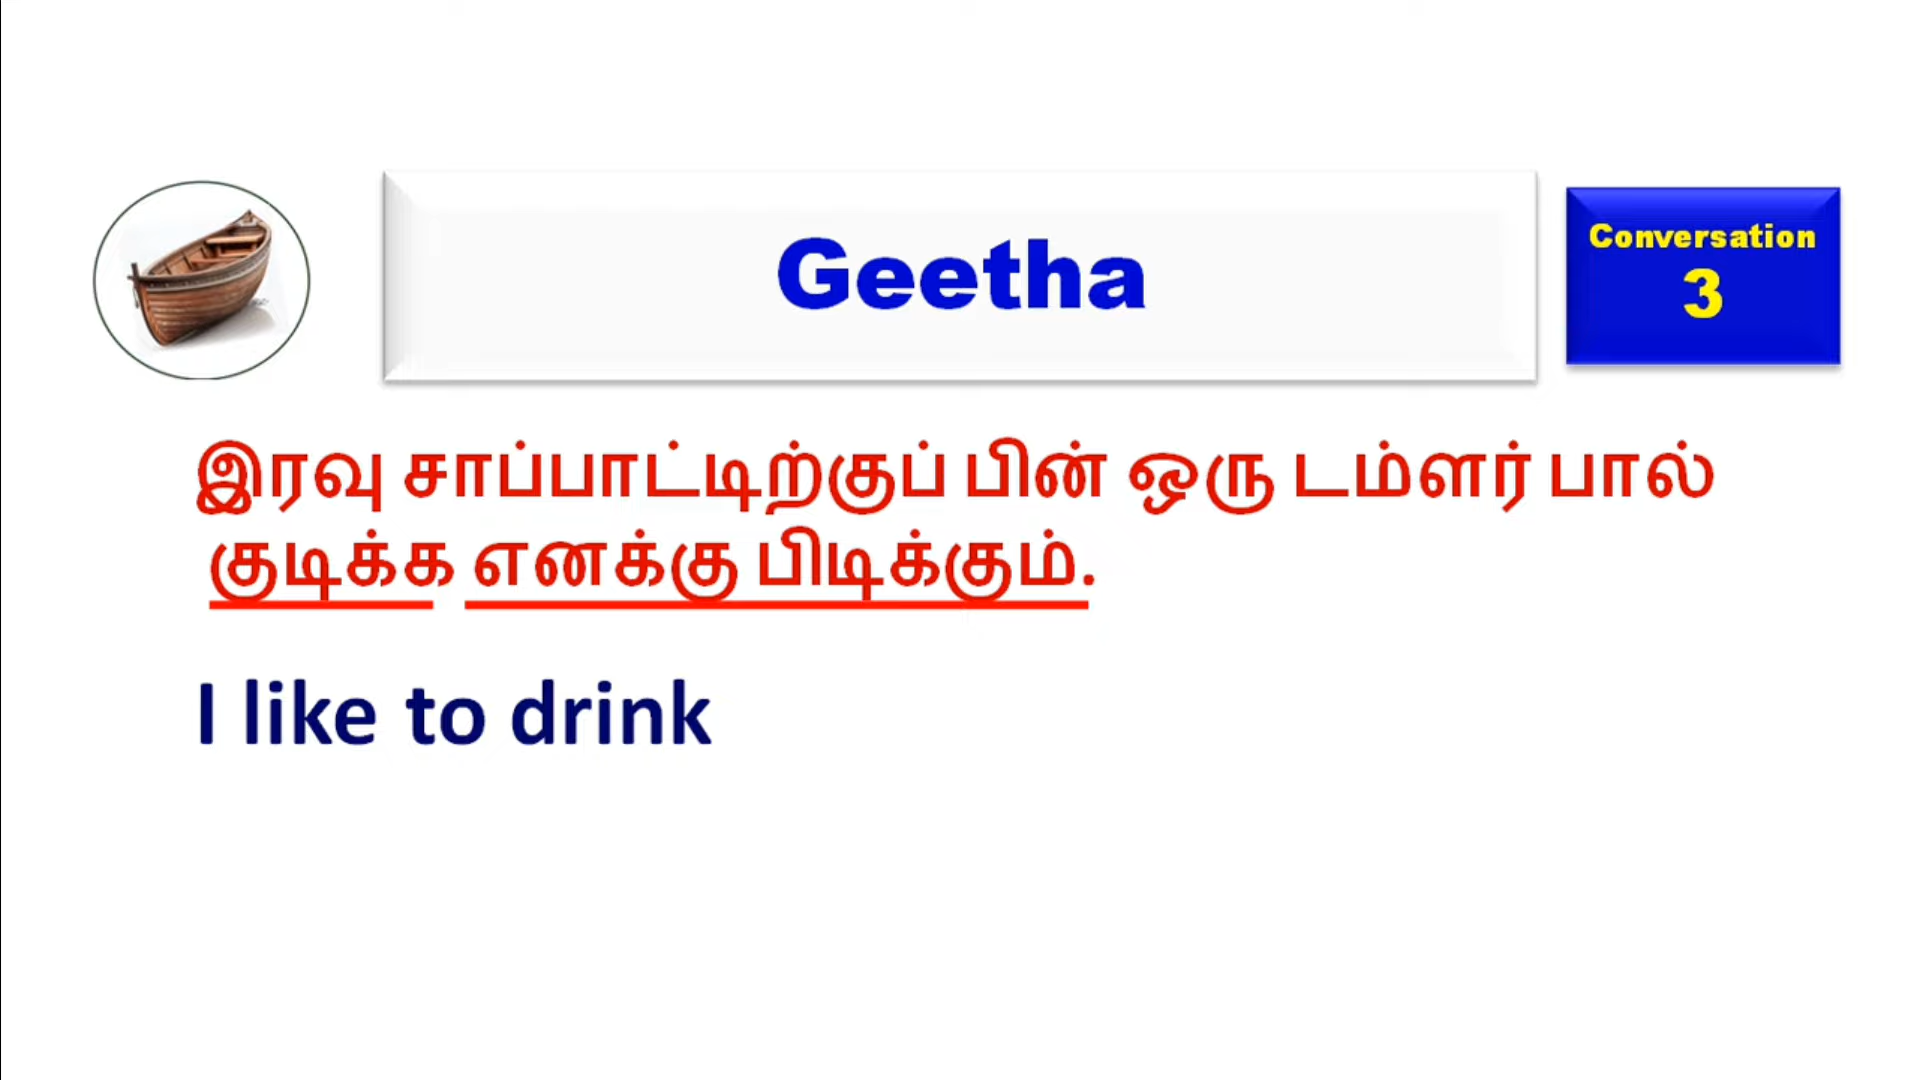 Geetha
Conversation
3
இரவு சாப்பாட்டிற்குப் பின் ஒரு டம்ளர் பால்
குடிக்க எனக்கு பிடிக்கும்.
I like to drink